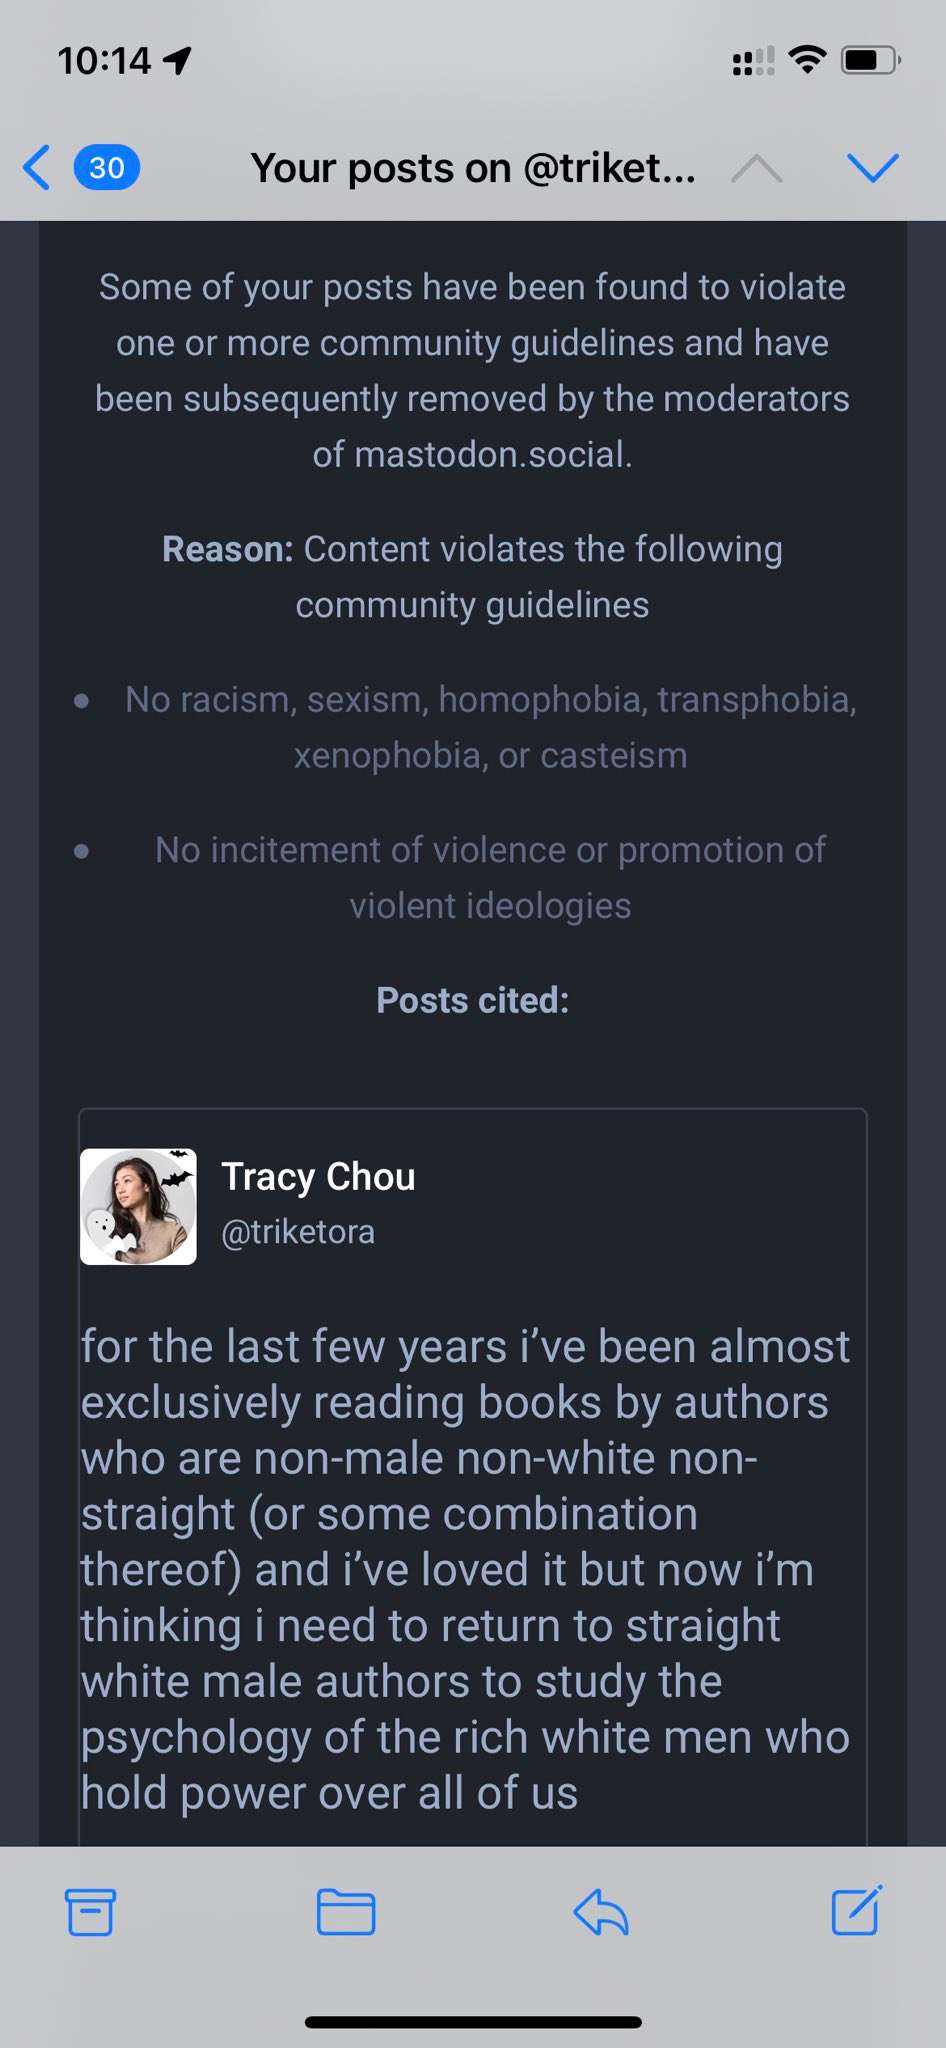 10:14
30
Your posts on @triket...
Some of your posts have been found to violate
one or more community guidelines and have
been subsequently removed by the moderators
of mastodon.social.
Reason: Content violates the following
community guidelines
• No racism, sexism, homophobia, transphobia,
xenophobia, or casteism
• No incitement of violence or promotion of
violent ideologies
Posts cited:
Tracy Chou
@triketora
for the last few years i’ve been almost
exclusively reading books by authors
who are non-male non-white non-
straight (or some combination
thereof) and i’ve loved it but now i’m
thinking i need to return to straight
white male authors to study the
psychology of the rich white men who
hold power over all of us